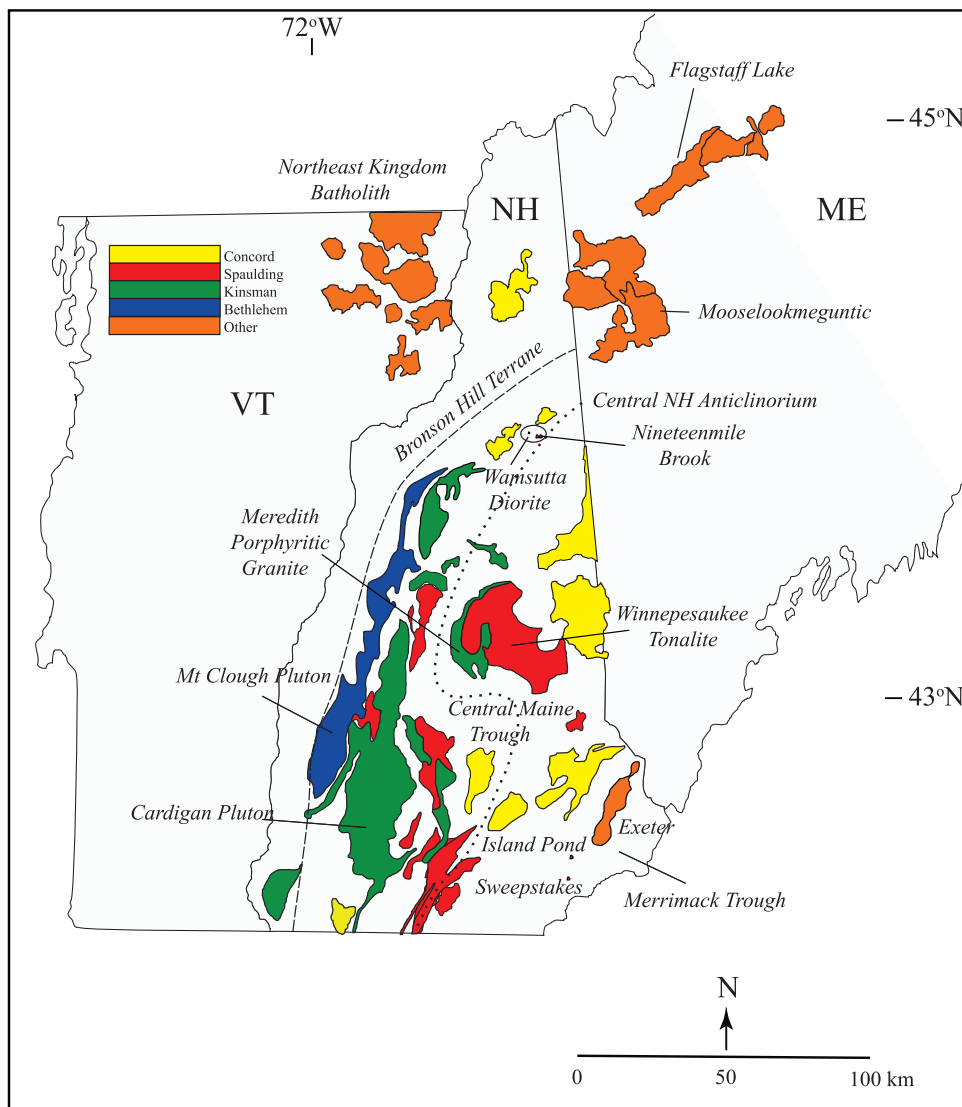 72°W
Flagstaff Lake
45°N
Northeast Kingdom
Batholith
NH
ME
Concord
Spaulding
Kinsman
Bethlehem
Other
Mooselookmeguntic
VT
Bronson Hill Terrane
Central NH Anticlinorium
Nineteenmile
Brook
Wamsutta
Diorite
Meredith
Porphyritic
Granite
Winnepesaukee
Tonalite
Mt Clough Pluton
43°N
Central Maine
Trough
Cardigan Pluton
Exeter
Island Pond
Sweepstakes
Merrimack Trough
N
0
50
100 km